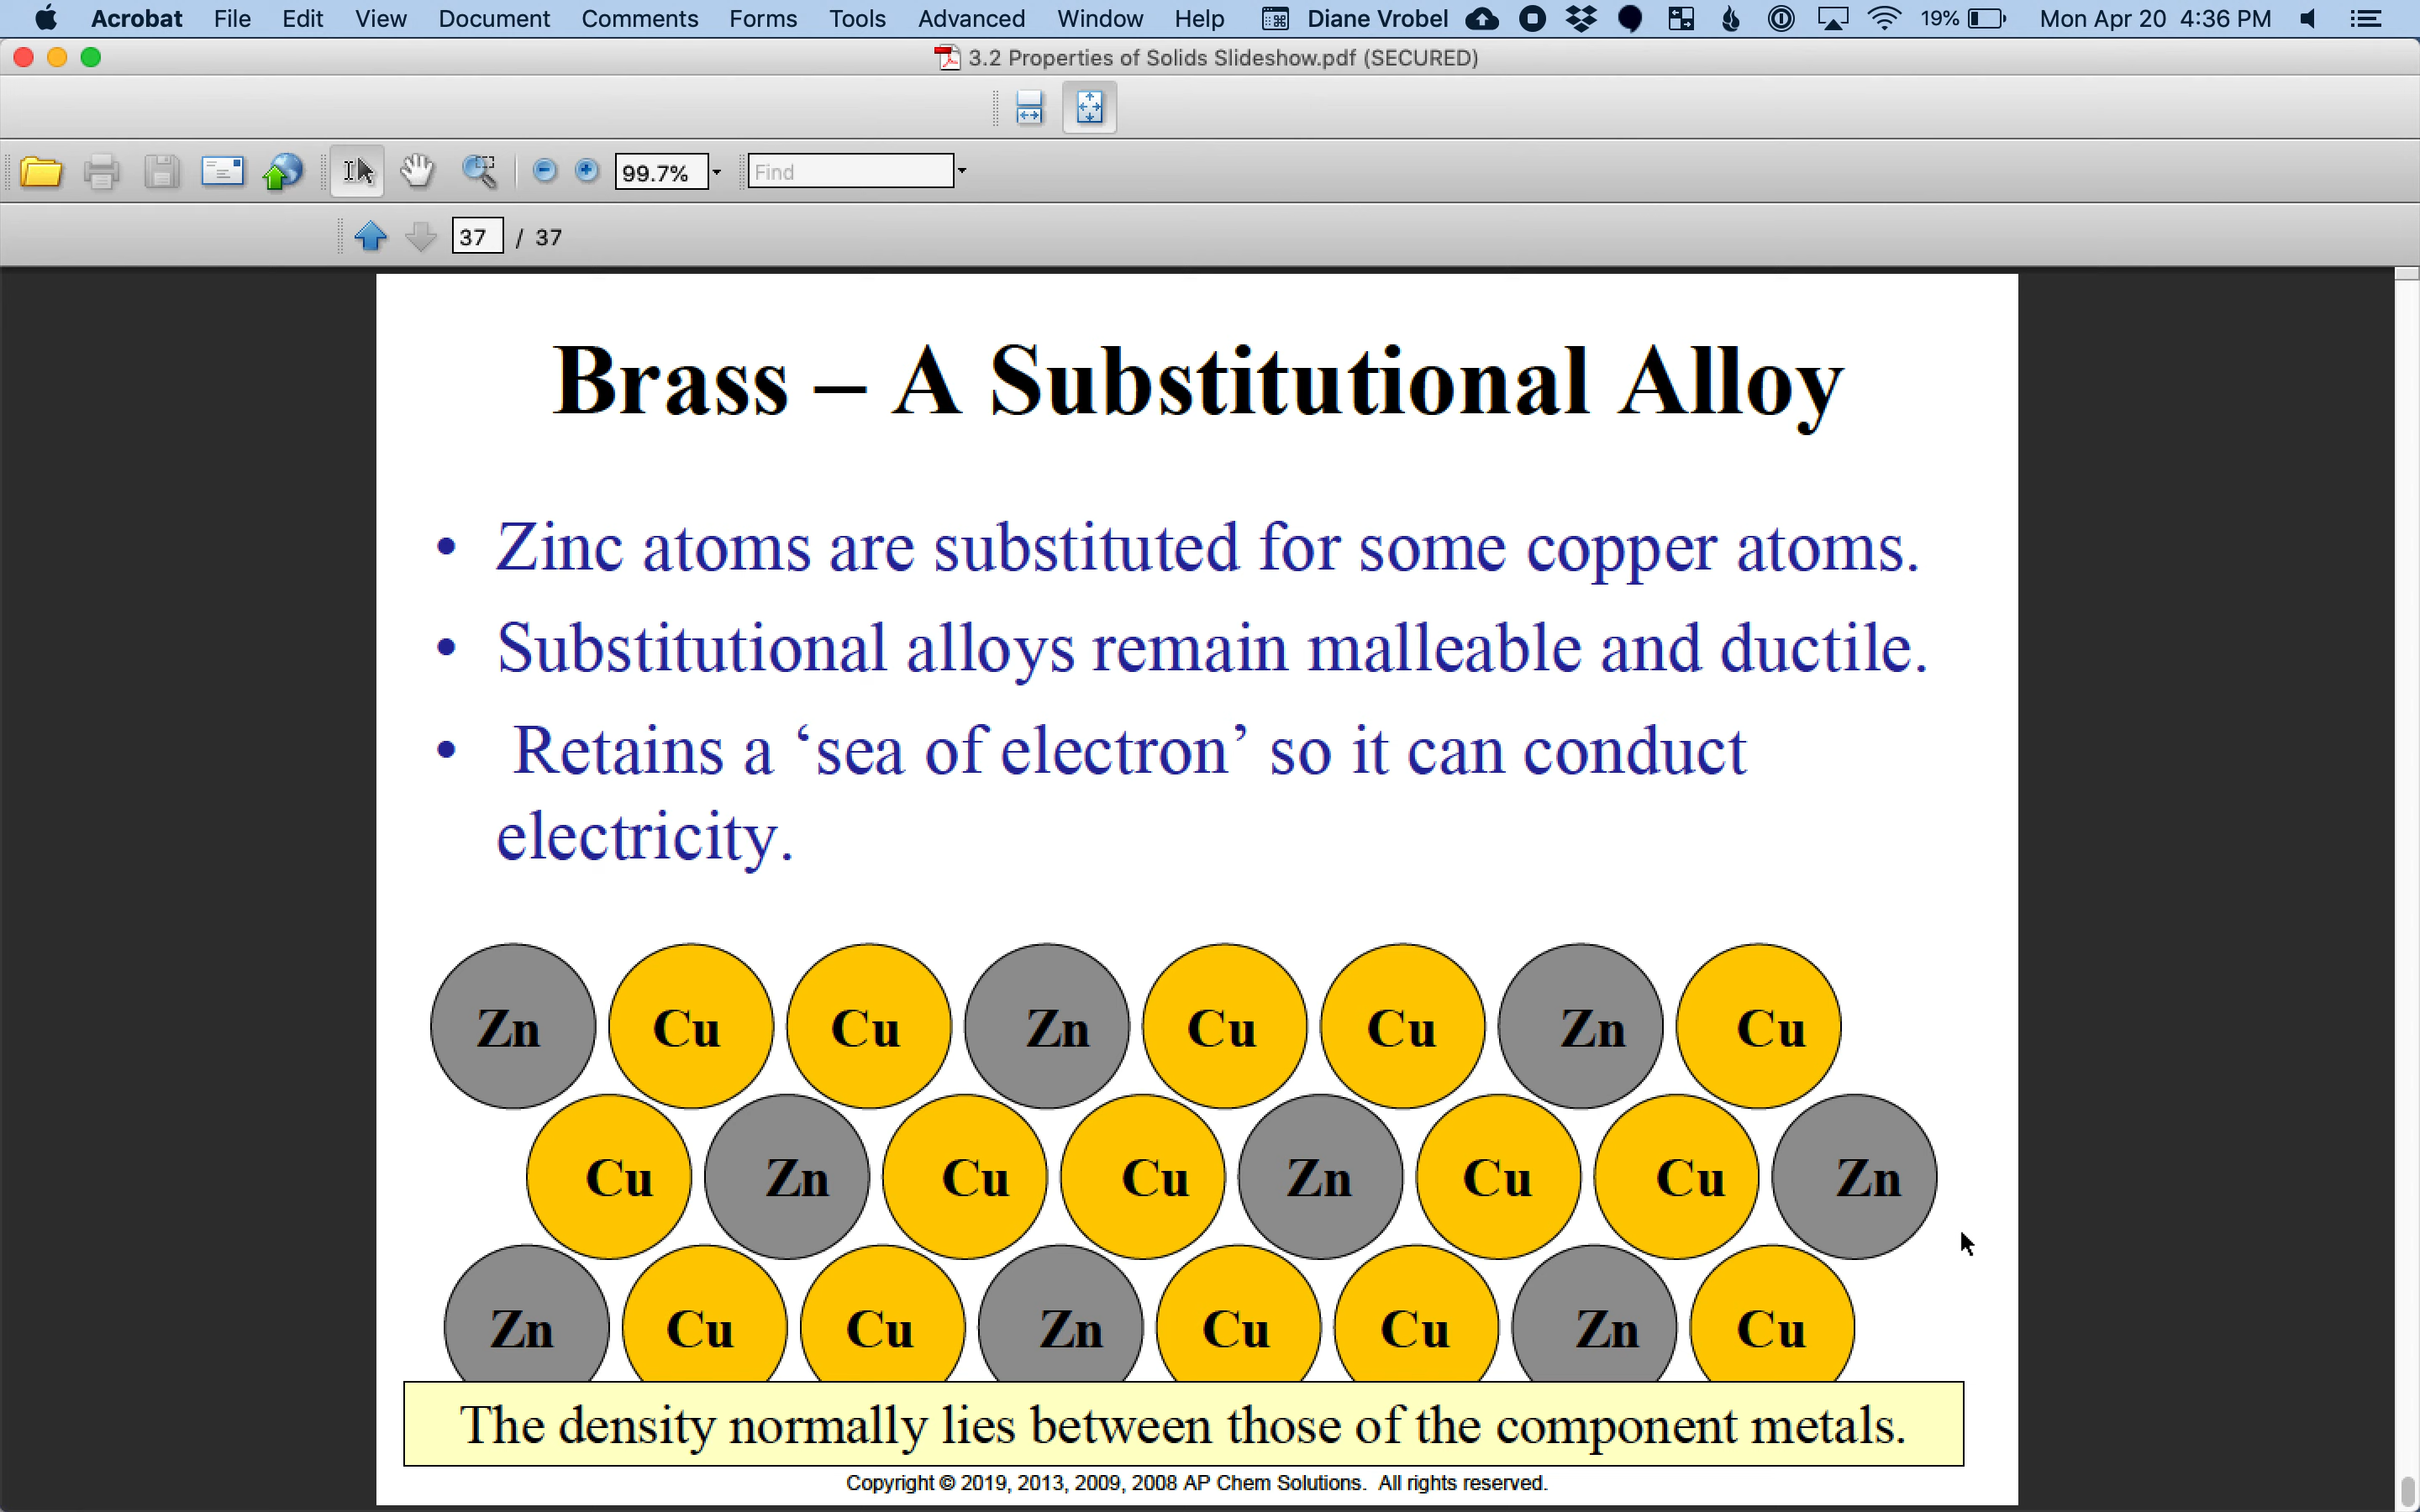 Acrobat File Edit View Document Comments Forms Tools Advanced Window Help Diane Vrobel 19% Mon Apr 20 4:36 PM
3.2 Properties of Solids Slideshow.pdf (SECURED)
99.7% Find
37 / 37
Brass – A Substitutional Alloy
• Zinc atoms are substituted for some copper atoms.
• Substitutional alloys remain malleable and ductile.
• Retains a ‘sea of electron’ so it can conduct
electricity.
Zn Cu Cu Zn Cu Cu Zn Cu
Cu Zn Cu Cu Zn Cu Cu Zn
Zn Cu Cu Zn Cu Cu Zn Cu
The density normally lies between those of the component metals.
Copyright © 2019, 2013, 2009, 2008 AP Chem Solutions. All rights reserved.